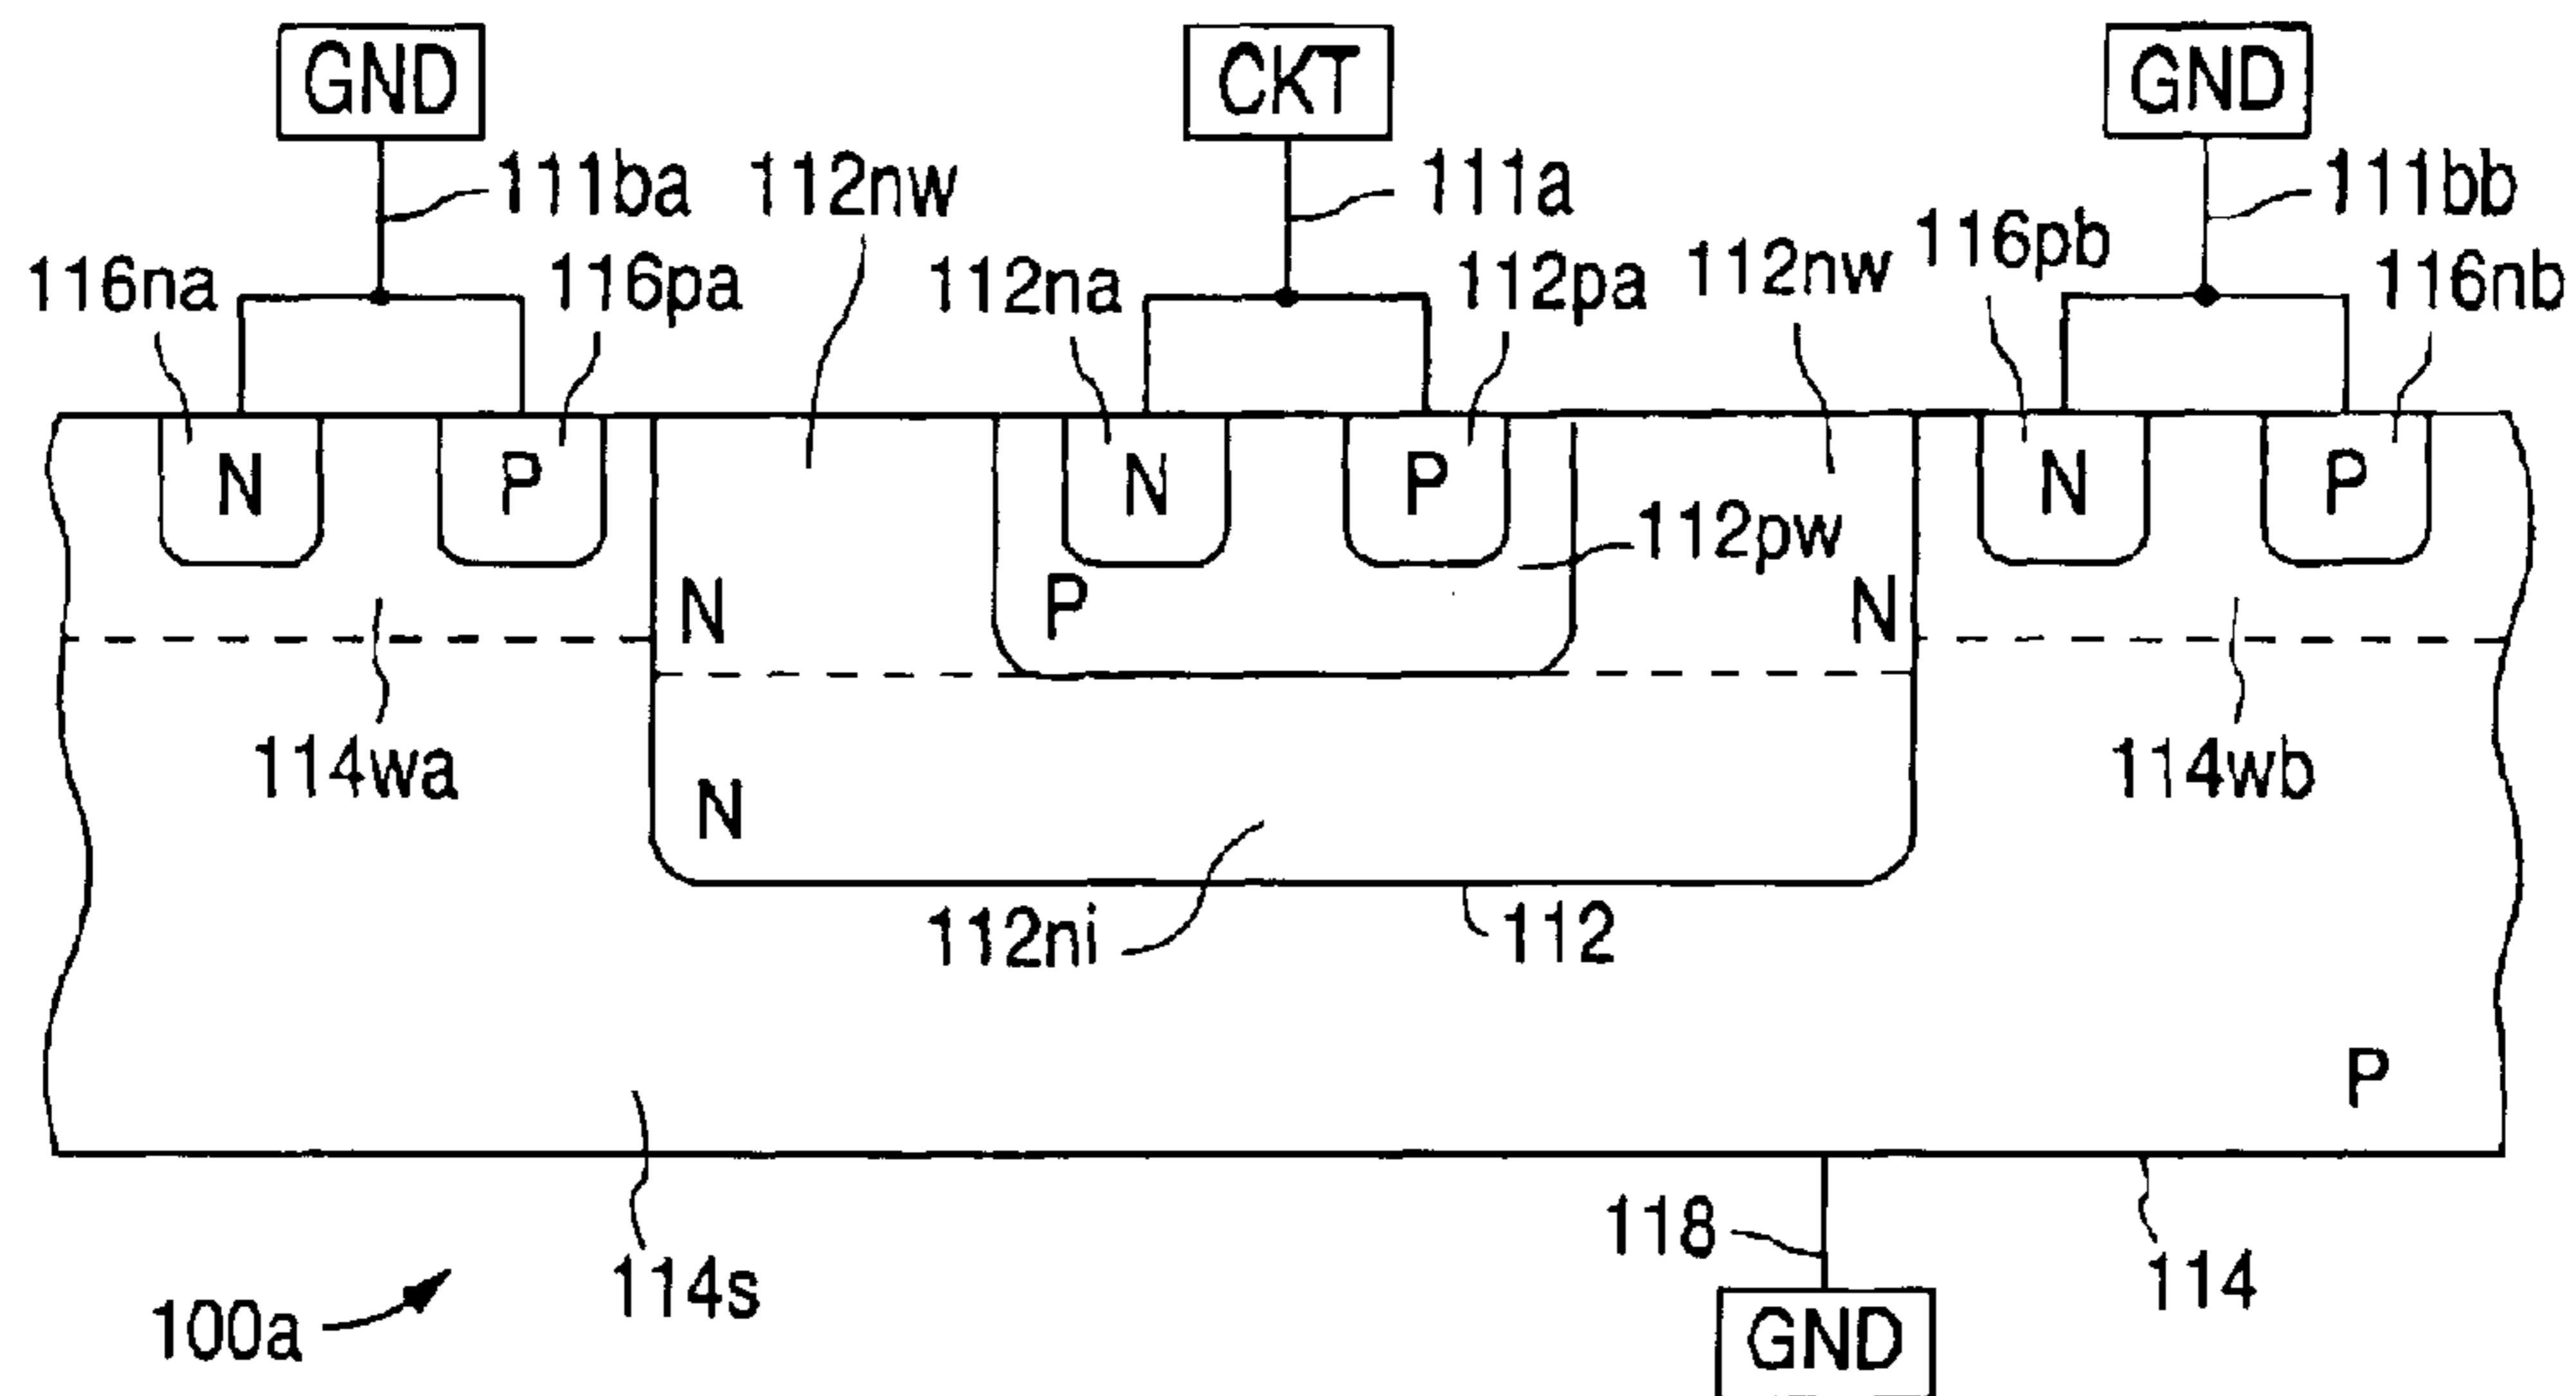 GND CKT GND
111ba 112nw 111a 111bb
116na 116pa 112na 112pa 112nw 116pb 116nb
N P N P N P
112pw
N P N
114wa N 114wb
112ni 112
P
118
114s 114
100a GND